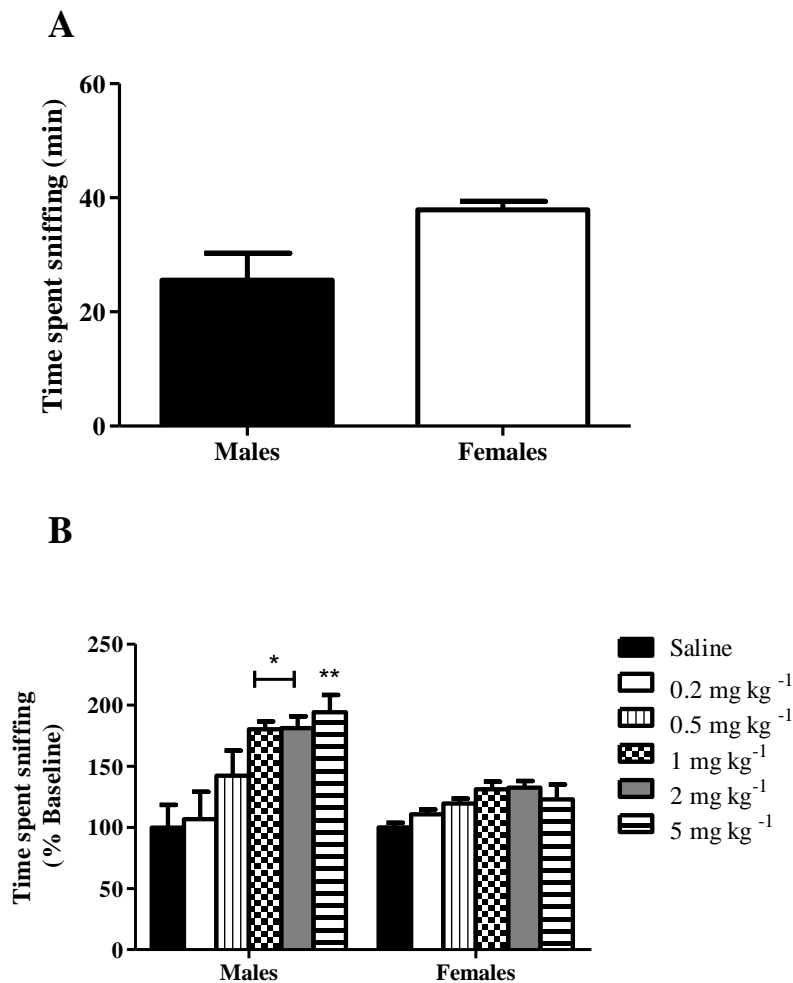 A
Time spent sniffing (min)
60
40
20
0
Males
Females
B
Time spent sniffing
(% Baseline)
250
200
150
100
50
0
*
**
Males
Females
Saline
0.2 mg kg -1
0.5 mg kg -1
1 mg kg-1
2 mg kg-1
5 mg kg -1